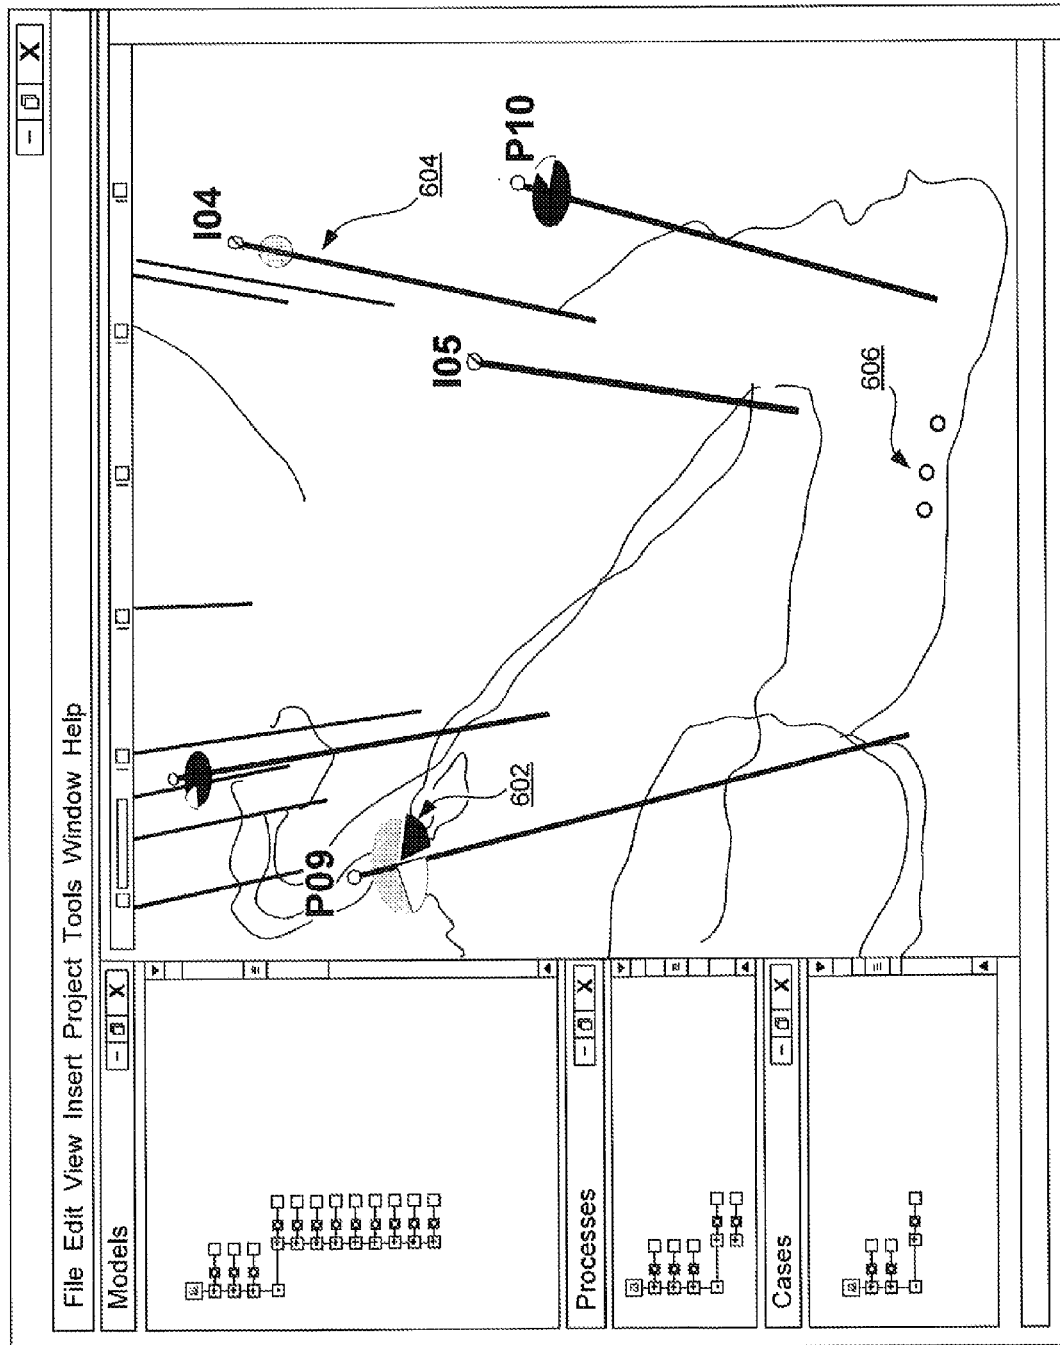 File Edit View Insert Project Tools Window Help
Models
Processes
Cases
P09
602
I05
I04
604
P10
606